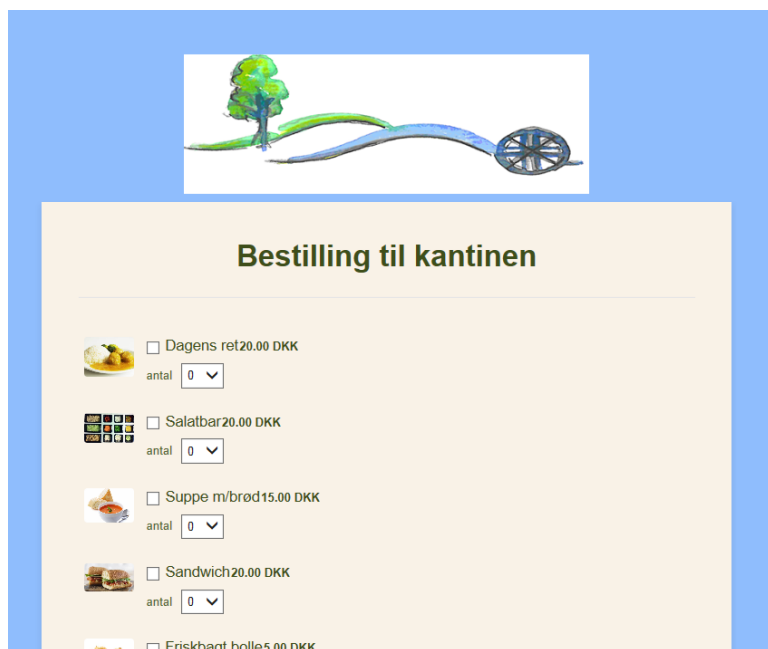 Bestilling til kantinen
Dagens ret20.00 DKK
antal 0
Salatbar20.00 DKK
antal 0
Suppe m/brød15.00 DKK
antal 0
Sandwich20.00 DKK
antal 0
Friskbagt bolle5.00 DKK